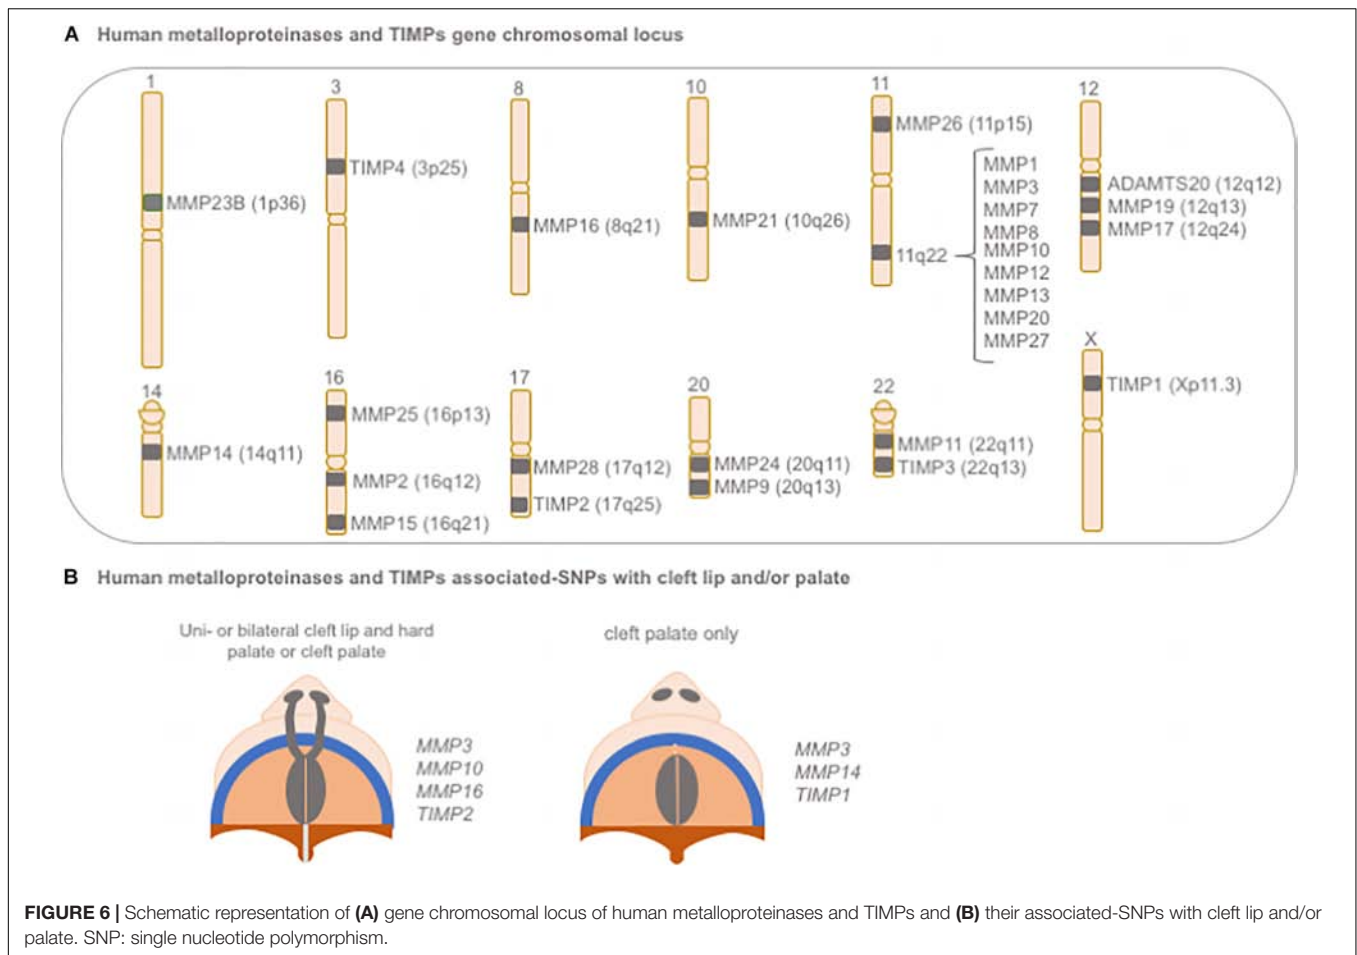 A Human metalloproteinases and TIMPs gene chromosomal locus
1
3
8
10
11
12
MMP26 (11p15)
TIMP4 (3p25)
MMP23B (1p36)
MMP16 (8q21)
MMP21 (10q26)
11q22
MMP1
MMP3
MMP7
MMP8
MMP10
MMP12
MMP13
MMP20
MMP27
ADAMTS20 (12q12)
MMP19 (12q13)
MMP17 (12q24)
14
16
17
20
22
X
MMP14 (14q11)
MMP25 (16p13)
MMP2 (16q12)
MMP15 (16q21)
MMP28 (17q12)
TIMP2 (17q25)
MMP24 (20q11)
MMP9 (20q13)
MMP11 (22q11)
TIMP3 (22q13)
TIMP1 (Xp11.3)
B Human metalloproteinases and TIMPs associated-SNPs with cleft lip and/or palate
Uni- or bilateral cleft lip and hard
palate or cleft palate
MMP3
MMP10
MMP16
TIMP2
cleft palate only
MMP3
MMP14
TIMP1
FIGURE 6 | Schematic representation of (A) gene chromosomal locus of human metalloproteinases and TIMPs and (B) their associated-SNPs with cleft lip and/or
palate. SNP: single nucleotide polymorphism.